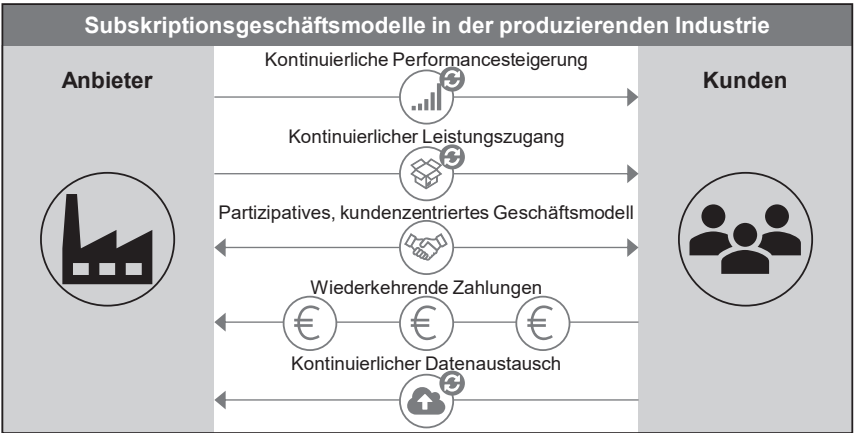 Subskriptionsgeschäftsmodelle in der produzierenden Industrie
Anbieter
Kunden
Kontinuierliche Performancesteigerung
Kontinuierlicher Leistungszugang
Partizipatives, kundenzentriertes Geschäftsmodell
Wiederkehrende Zahlungen
€ € €
Kontinuierlicher Datenaustausch